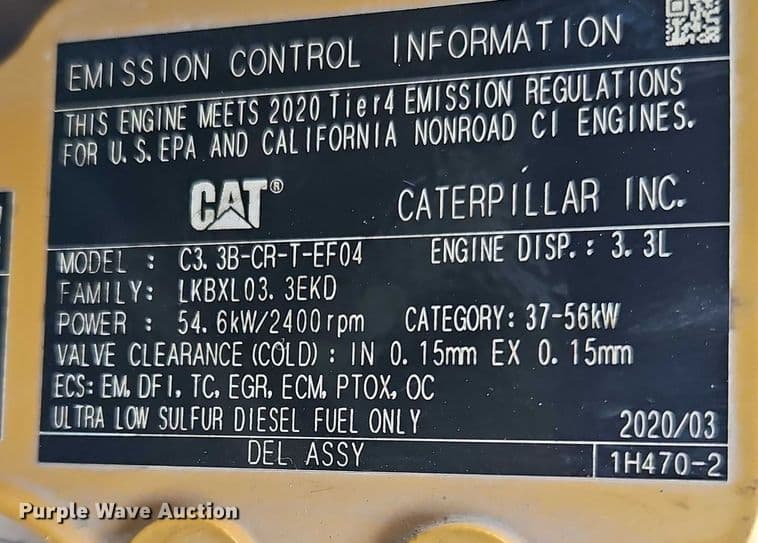 EMISSION CONTROL INFORMATION
THIS ENGINE MEETS 2020 Tier4 EMISSION REGULATIONS
FOR U.S.EPA AND CALIFORNIA NONROAD CI ENGINES.
CAT® CATERPILLAR INC.
MODEL : C3.3B-CR-T-EF04 ENGINE DISP.: 3.3L
FAMILY: LKBXL03.3EKD
POWER : 54.6kW/2400rpm CATEGORY: 37-56kW
VALVE CLEARANCE (COLD) : IN 0.15mm EX 0.15mm
ECS: EM, DFI, TC, EGR, ECM, PTOX, OC
ULTRA LOW SULFUR DIESEL FUEL ONLY 2020/03
DEL ASSY 1H470-2
Purple Wave Auction